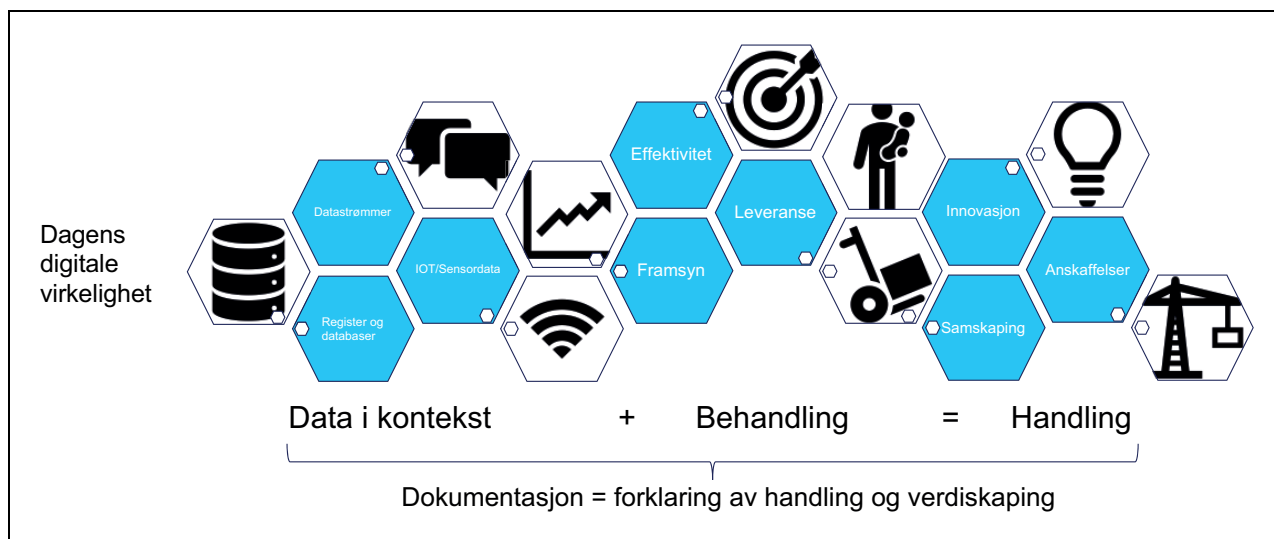 Dagens
digitale
virkelighet
Datastrømmer
Register og
databaser
IOT/Sensordata
Effektivitet
Framsyn
Leveranse
Innovasjon
Samskaping
Anskaffelser
Data i kontekst + Behandling = Handling
Dokumentasjon = forklaring av handling og verdiskaping